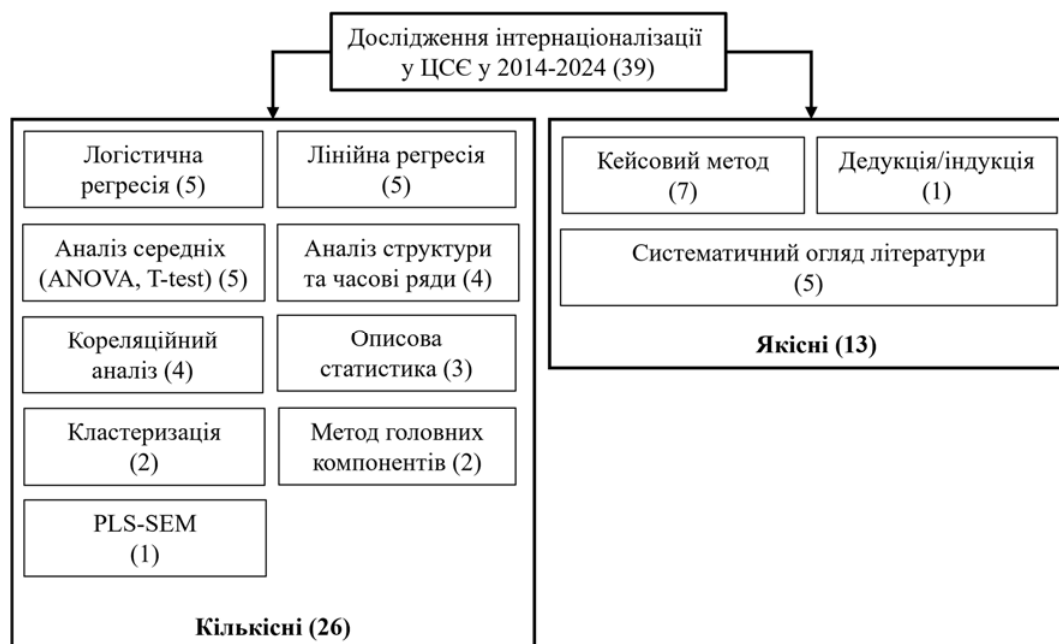 Дослідження інтернаціоналізації
у ЦСЄ у 2014-2024 (39)
Логістична
регресія (5)
Лінійна регресія
(5)
Аналіз середніх
(ANOVA, T-test) (5)
Аналіз структури
та часові ряди (4)
Кореляційний
аналіз (4)
Описова
статистика (3)
Кластеризація
(2)
Метод головних
компонентів (2)
PLS-SEM
(1)
Кількісні (26)
Кейсовий метод
(7)
Дедукція/індукція
(1)
Систематичний огляд літератури
(5)
Якісні (13)